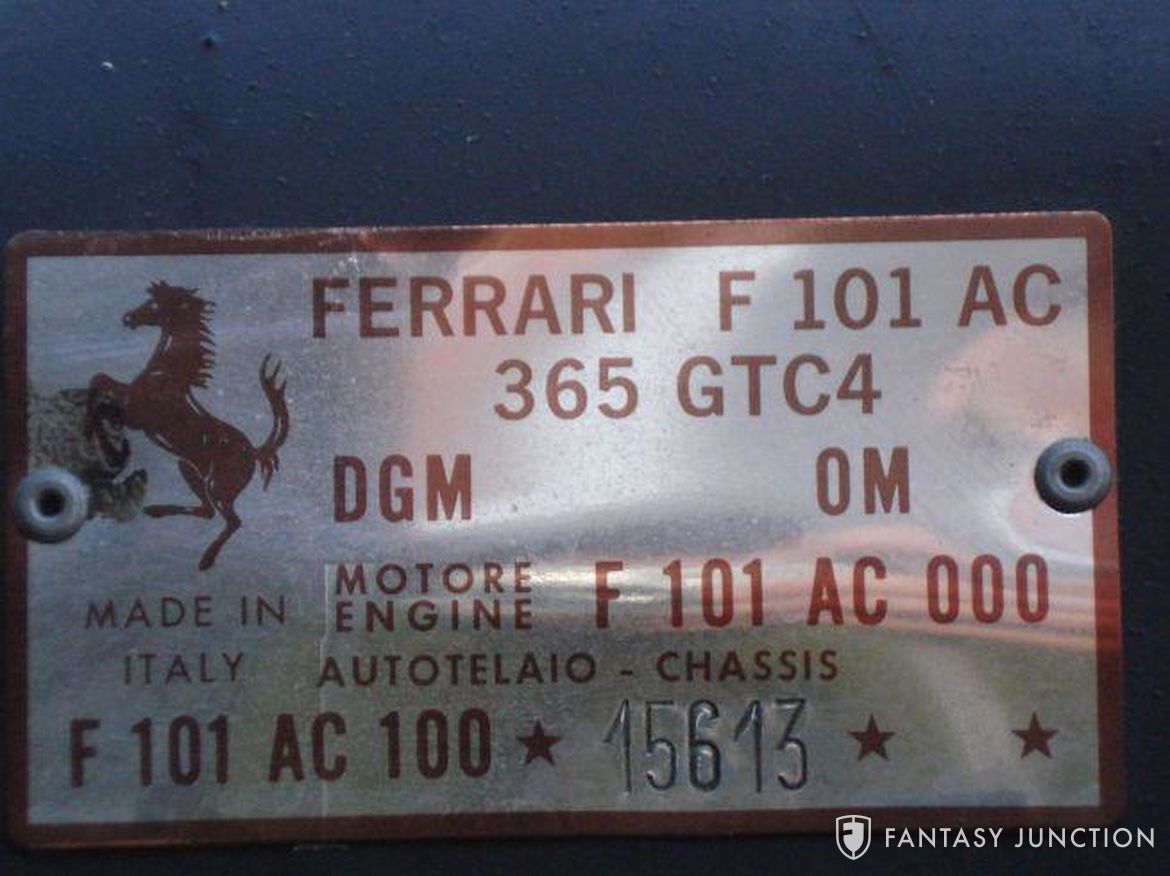 FERRARI F 101 AC
365 GTC4
DGM OM
MOTORE
ENGINE F 101 AC 000
MADE IN
ITALY
AUTOTELAIO - CHASSIS
F 101 AC 100 ★ 15613 ★ ★
FANTASY JUNCTION